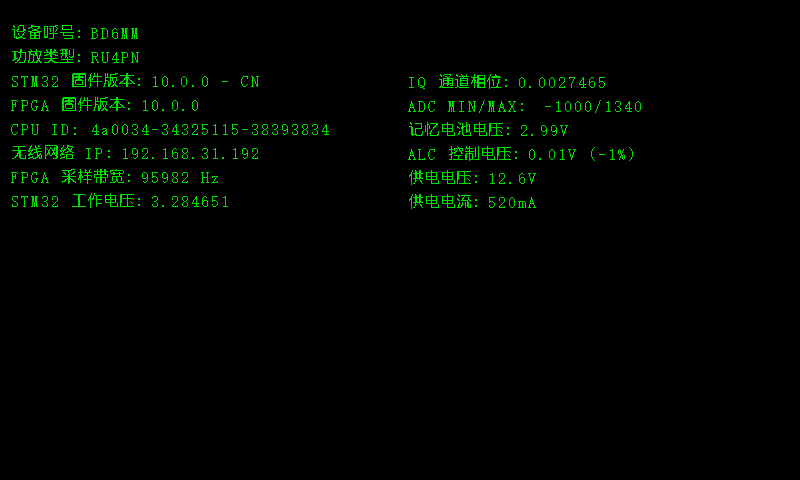 设备呼号: BD6MM
功放类型: RU4PN
STM32 固件版本: 10.0.0 - CN
FPGA 固件版本: 10.0.0
CPU ID: 4a0034-34325115-38393834
无线网络 IP: 192.168.31.192
FPGA 采样带宽: 95982 Hz
STM32 工作电压: 3.284651
IQ 通道相位: 0.0027465
ADC MIN/MAX: -1000/1340
记忆电池电压: 2.99V
ALC 控制电压: 0.01V (-1%)
供电电压: 12.6V
供电电流: 520mA